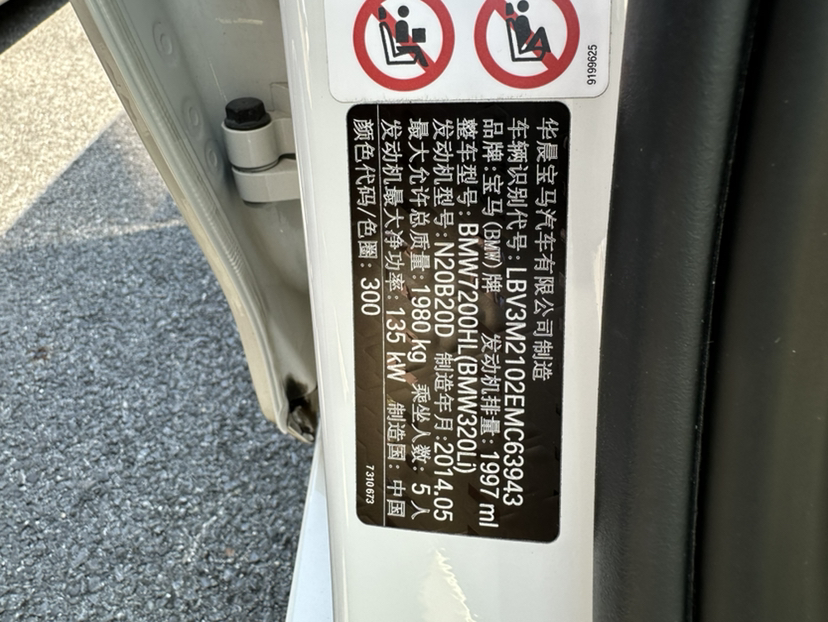 华晨宝马汽车有限公司制造
车辆识别代号: LBV3M2102EMC63943
品牌:宝马(BMW)牌 发动机排量: 1997 ml
整车型号: BMW7200HL(BMW320Li)
发动机型号: N20B20D 制造年月:2014.05
最大允许总质量: 1980 kg 乘坐人数: 5 人
发动机最大净功率: 135 kW 制造国: 中国
颜色代码/色圈: 300
7 310 673
9199625